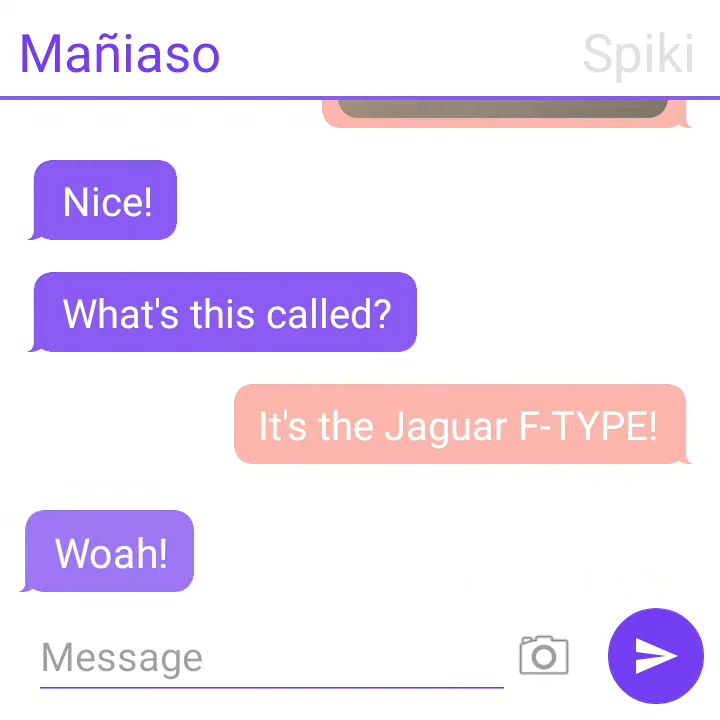 Mañiaso
Spiki
Nice!
What's this called?
It's the Jaguar F-TYPE!
Woah!
Message